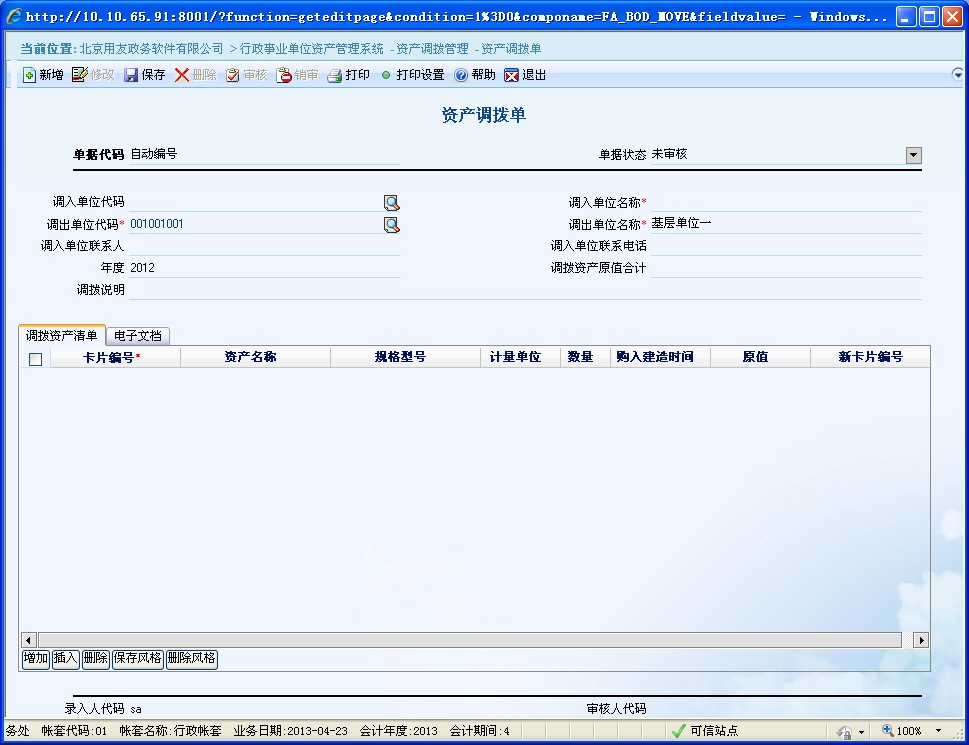 http://10.10.65.91:8001/?function=geteditpage&condition=1%3D0&componame=FA_BOD_MOVE&fieldvalue= - Windows...
当前位置:北京用友政务软件有限公司 >行政事业单位资产管理系统 -资产调拨管理 -资产调拨单
新增 修改 保存 删除 审核 销审 打印 打印设置 帮助 退出
资产调拨单
单据代码 自动编号 单据状态 未审核
调入单位代码 调入单位名称*
调出单位代码* 001001001 调出单位名称* 基层单位一
调入单位联系人 调入单位联系电话
年度 2012 调拨资产原值合计
调拨说明
调拨资产清单 电子文档
卡片编号* 资产名称 规格型号 计量单位 数量 购入建造时间 原值 新卡片编号
增加 插入 删除 保存风格 删除风格
录入人代码 sa 审核人代码
务处 帐套代码:01 帐套名称:行政帐套 业务日期:2013-04-23 会计年度:2013 会计期间:4 可信站点 100%